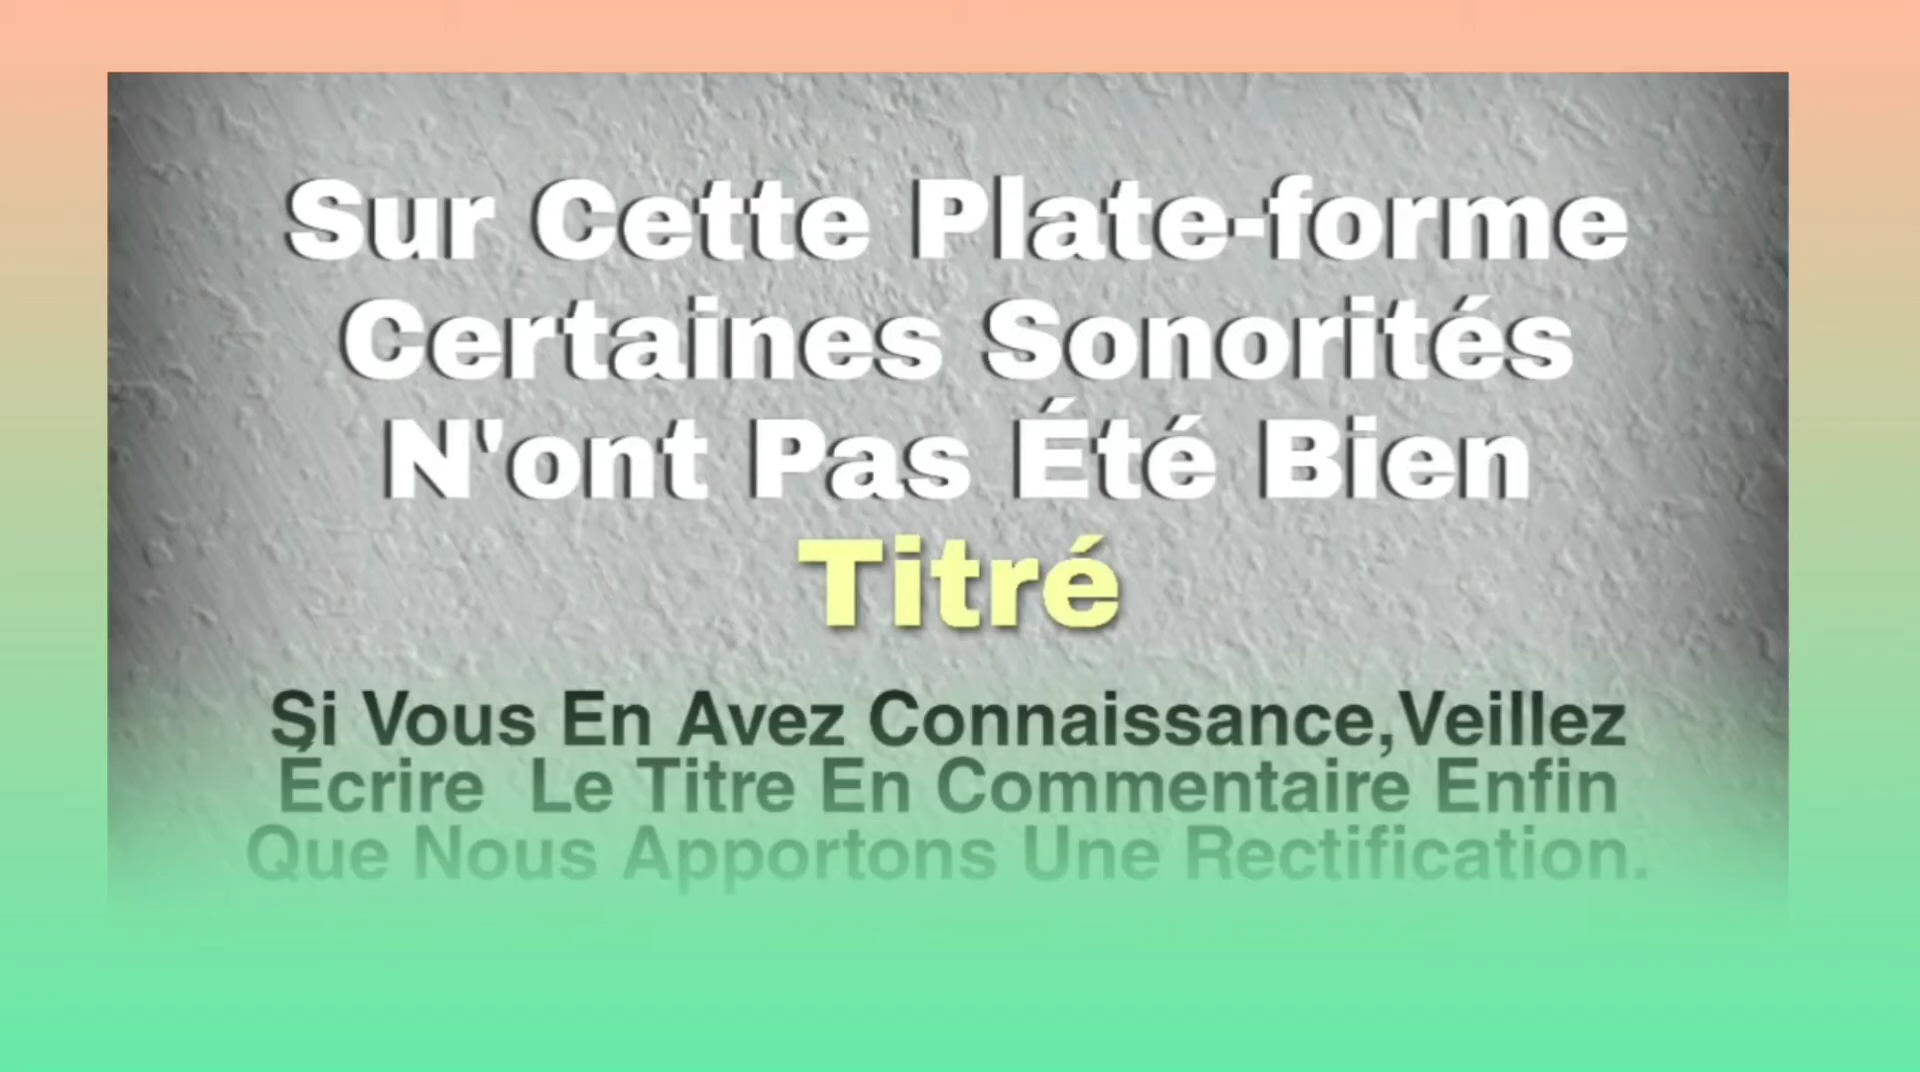 Sur Cette Plate-forme
Certaines Sonorités
N'ont Pas Été Bien
Titré
Si Vous En Avez Connaissance,Veillez
Écrire  Le Titre En Commentaire Enfin
Que Nous Apportons Une Rectification.